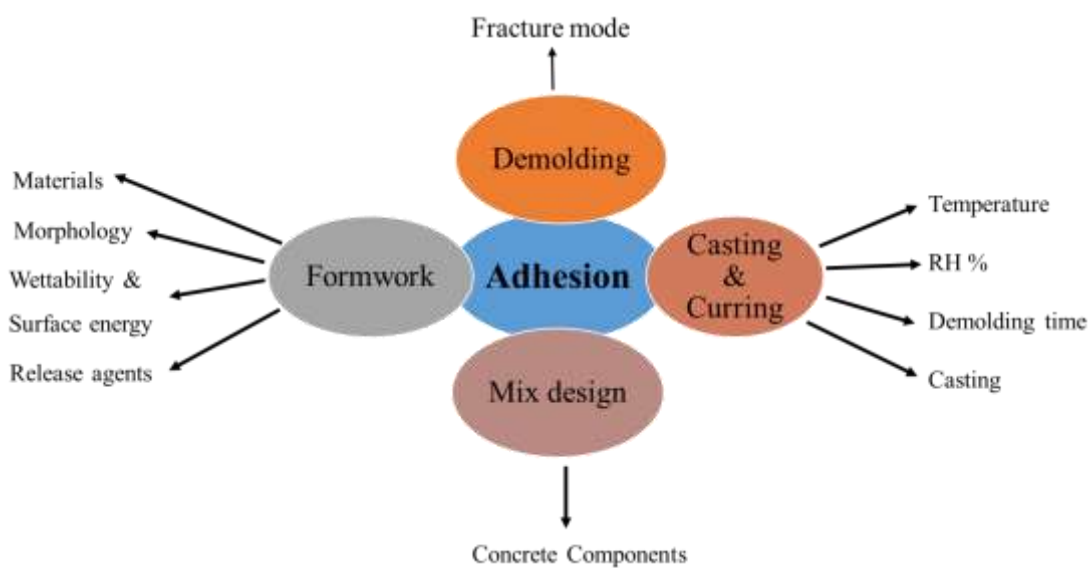 Fracture mode
Demolding
Materials
Morphology
Wettability &
Surface energy
Release agents
Formwork
Adhesion
Casting
&
Curring
Temperature
RH %
Demolding time
Casting
Mix design
Concrete Components